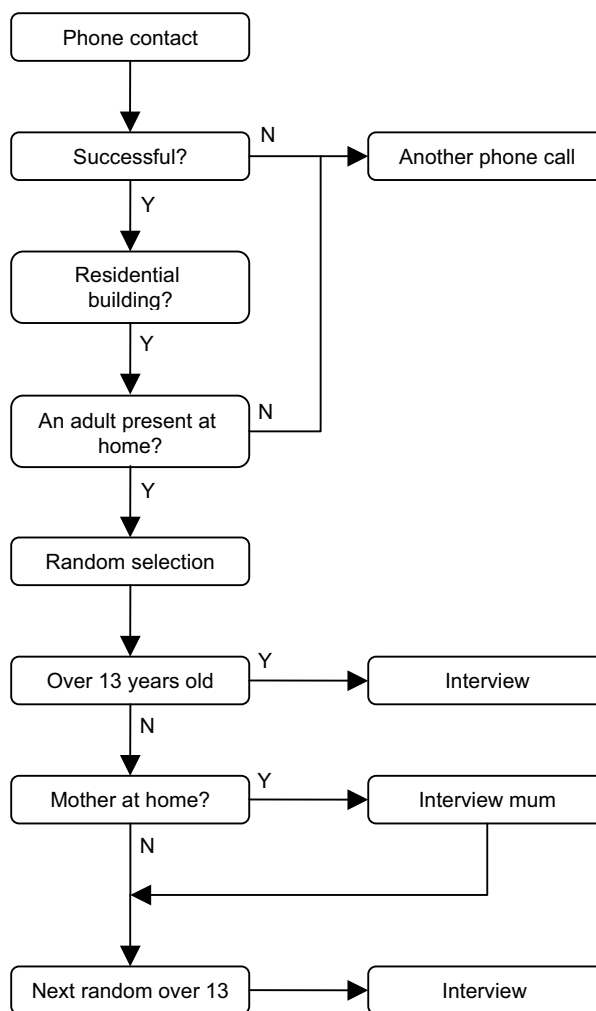 Phone contact
N
Successful?
Another phone call
Y
Residential
building?
Y
An adult present at
home?
N
Y
Random selection
Y
Over 13 years old
Interview
N
Y
Mother at home?
Interview mum
N
Next random over 13
Interview